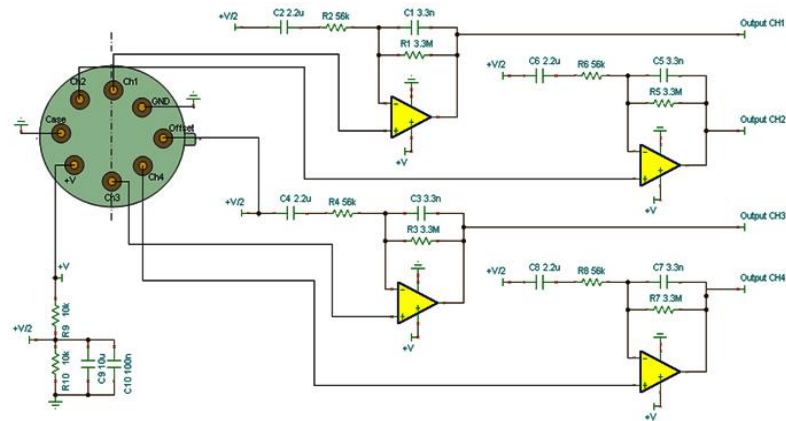 C2 2.2u
R2 56k
C1 3.3n
+V/2
R1 3.3M
Output CH1
C6 2.2u
R6 56k
C5 3.3n
+V/2
R5 3.3M
Output CH2
Ch2
Ch1
GND
Case
Offset
+V
Ch4
Ch3
+V
+V
C4 2.2u
R4 56k
C3 3.3n
+V/2
R3 3.3M
Output CH3
C8 2.2u
R8 56k
C7 3.3n
+V/2
R7 3.3M
Output CH4
+V
+V
+V
10k
R9
+V/2
R10 10k
C9 10u
C10 100n